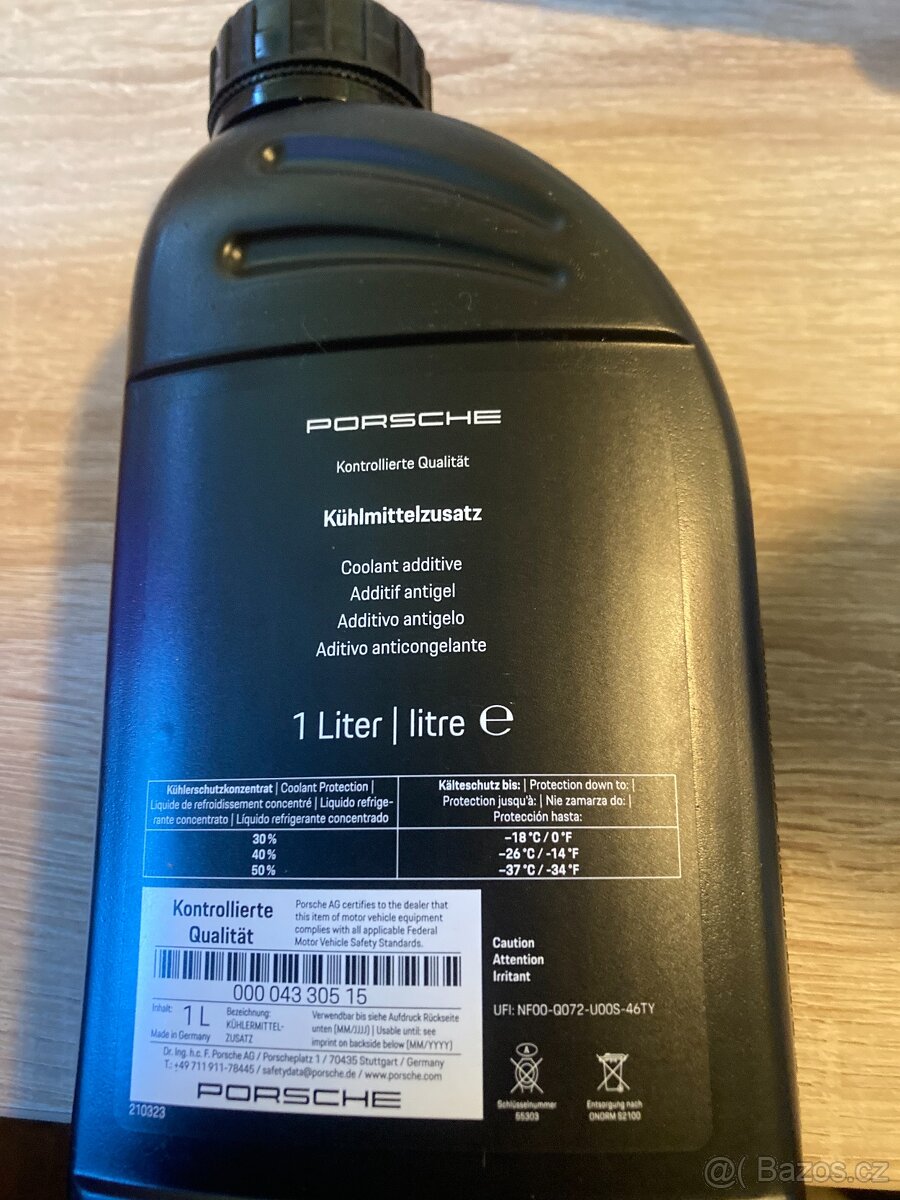 PORSCHE
Kontrollierte Qualität
Kühlmittelzusatz
Coolant additive
Additif antigel
Additivo antigelo
Aditivo anticongelante
1 Liter | litre ℮
Kühlerschutzkonzentrat | Coolant Protection |
Liquide de refroidissement concentré | Liquido refrige-
rante concentrato | Líquido refrigerante concentrado
Kälteschutz bis: | Protection down to: |
Protection jusqu'à: | Nie zamarza do: |
Protección hasta:
30 % –18 °C / 0 °F
40 % –26 °C / -14 °F
50 % –37 °C / -34 °F
Kontrollierte
Qualität
Porsche AG certifies to the dealer that
this item of motor vehicle equipment
complies with all applicable Federal
Motor Vehicle Safety Standards.
000 043 305 15
Inhalt: 1 L
Made in Germany
Bezeichnung:
KÜHLERMITTEL-
ZUSATZ
Verwendbar bis siehe Aufdruck Rückseite
unten (MM/JJJJ) | Usable until: see
imprint on backside below (MM/YYYY)
Dr. Ing. h.c. F. Porsche AG / Porscheplatz 1 / 70435 Stuttgart / Germany
T.: +49 711 911-78445 / safetydata@porsche.de / www.porsche.com
PORSCHE
210323
Caution
Attention
Irritant
UFI: NF00-Q072-U00S-46TY
Schlüsselnummer
55303
Entsorgung nach
ÖNORM S2100
@( Bazos.cz